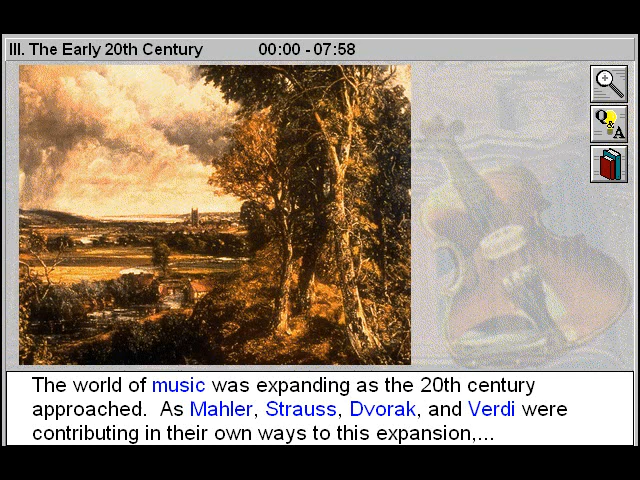 III. The Early 20th Century 00:00 - 07:58
Q & A
The world of music was expanding as the 20th century
approached. As Mahler, Strauss, Dvorak, and Verdi were
contributing in their own ways to this expansion,...